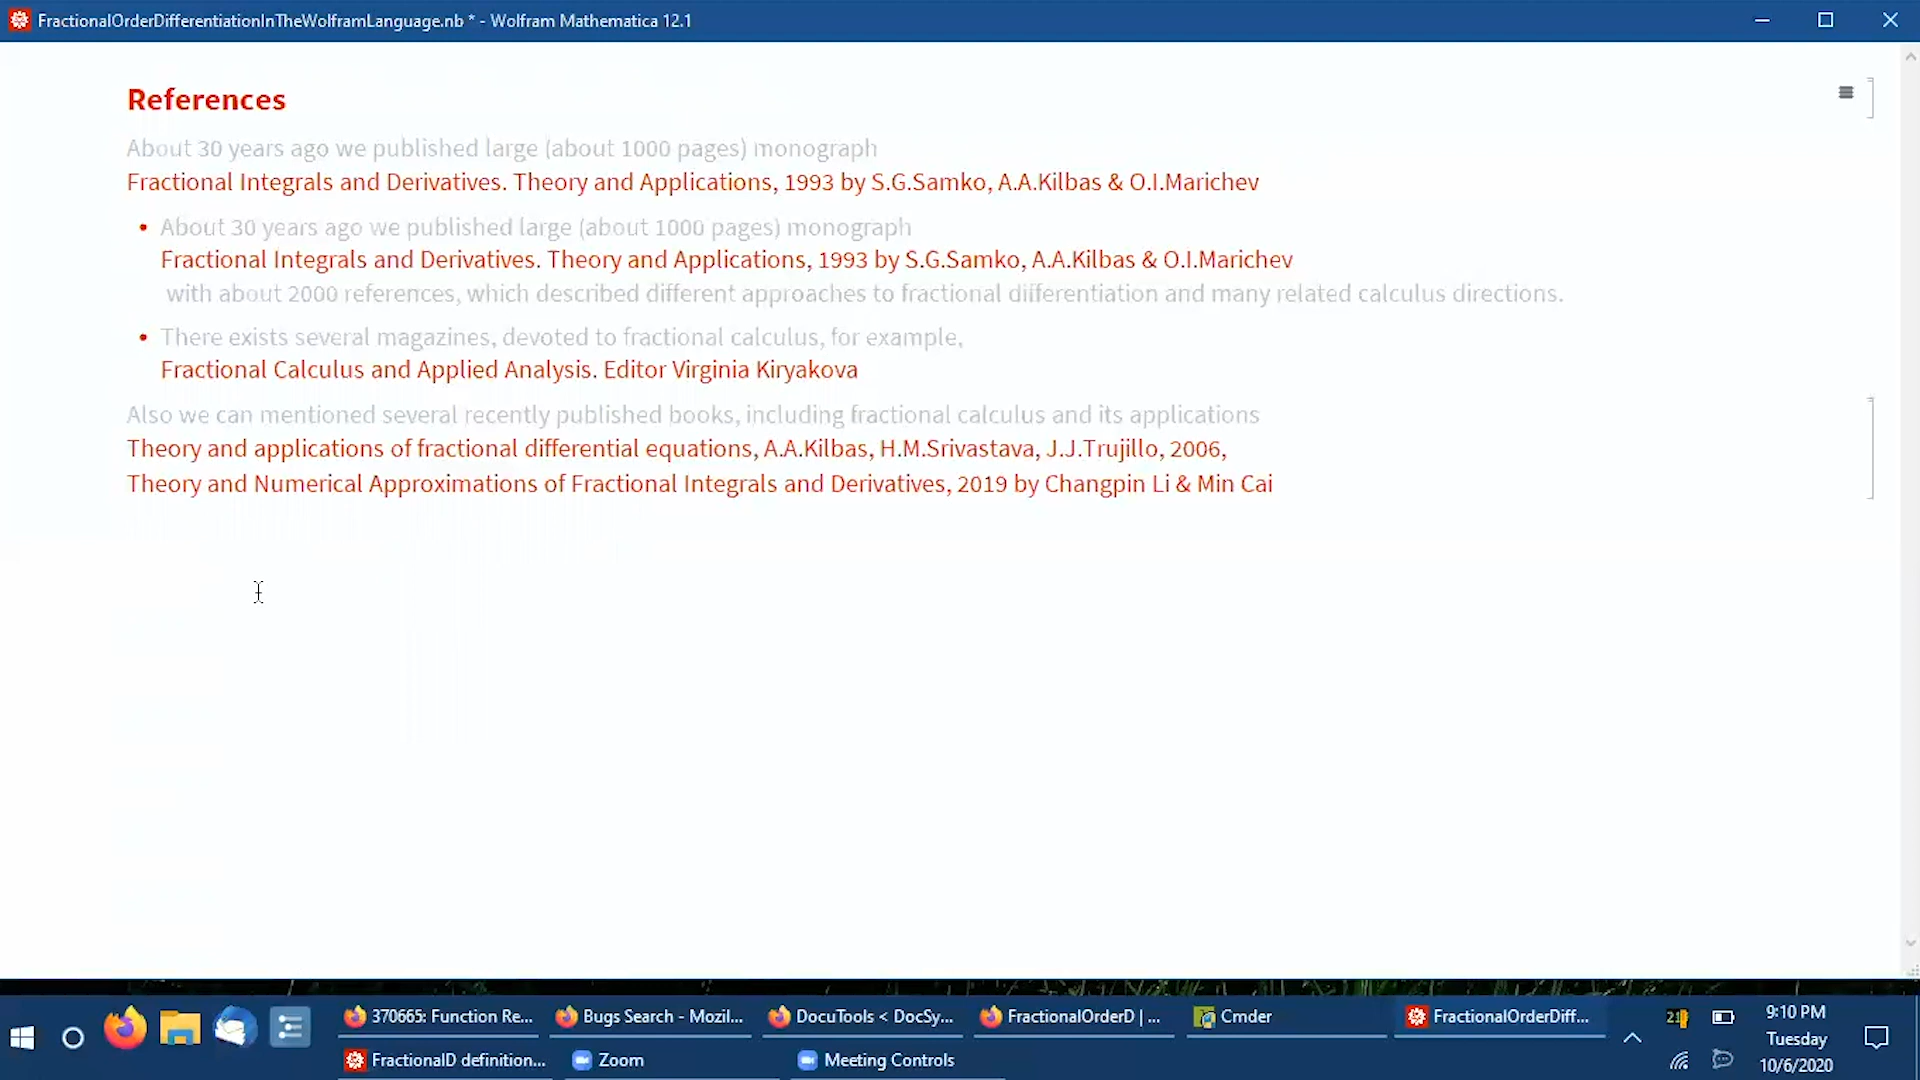 FractionalOrderDifferentiationInTheWolframLanguage.nb * - Wolfram Mathematica 12.1
References
About 30 years ago we published large (about 1000 pages) monograph
Fractional Integrals and Derivatives. Theory and Applications, 1993 by S.G.Samko, A.A.Kilbas & O.I.Marichev
• About 30 years ago we published large (about 1000 pages) monograph
Fractional Integrals and Derivatives. Theory and Applications, 1993 by S.G.Samko, A.A.Kilbas & O.I.Marichev
with about 2000 references, which described different approaches to fractional differentiation and many related calculus directions.
• There exists several magazines, devoted to fractional calculus, for example,
Fractional Calculus and Applied Analysis. Editor Virginia Kiryakova
Also we can mentioned several recently published books, including fractional calculus and its applications
Theory and applications of fractional differential equations, A.A.Kilbas, H.M.Srivastava, J.J.Trujillo, 2006,
Theory and Numerical Approximations of Fractional Integrals and Derivatives, 2019 by Changpin Li & Min Cai
370665: Function Re...
Bugs Search - Mozil...
DocuTools < DocSy...
FractionalOrderD | ...
Cmder
FractionalOrderDiff...
FractionalD definition...
Zoom
Meeting Controls
21
9:10 PM
Tuesday
10/6/2020